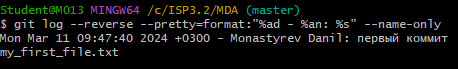 Student@MO13 MINGW64 /c/ISP3.2/MDA (master)
$ git log --reverse --pretty=format:"%ad - %an: %s" --name-only
Mon Mar 11 09:47:40 2024 +0300 - Monastyrev Danil: первый коммит
my_first_file.txt